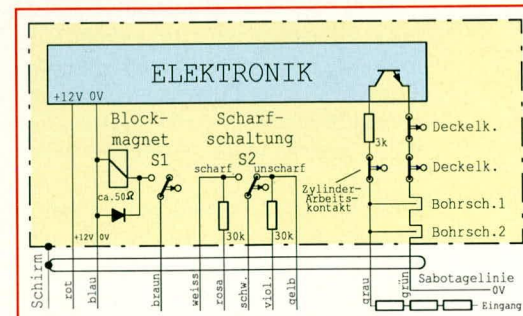 ELEKTRONIK
+12V 0V
Block-
magnet
S1
Scharf-
schaltung
S2
scharf
unscharf
ca.50Ω
3k
Deckelk.
Deckelk.
Zylinder-
Arbeits-
kontakt
Bohrsch.1
Bohrsch.2
+12V 0V
30k
30k
Schirm
rot
blau
braun
weiss
rosa
schw.
viol.
gelb
grau
grün
Sabotagelinie
0V
Eingang